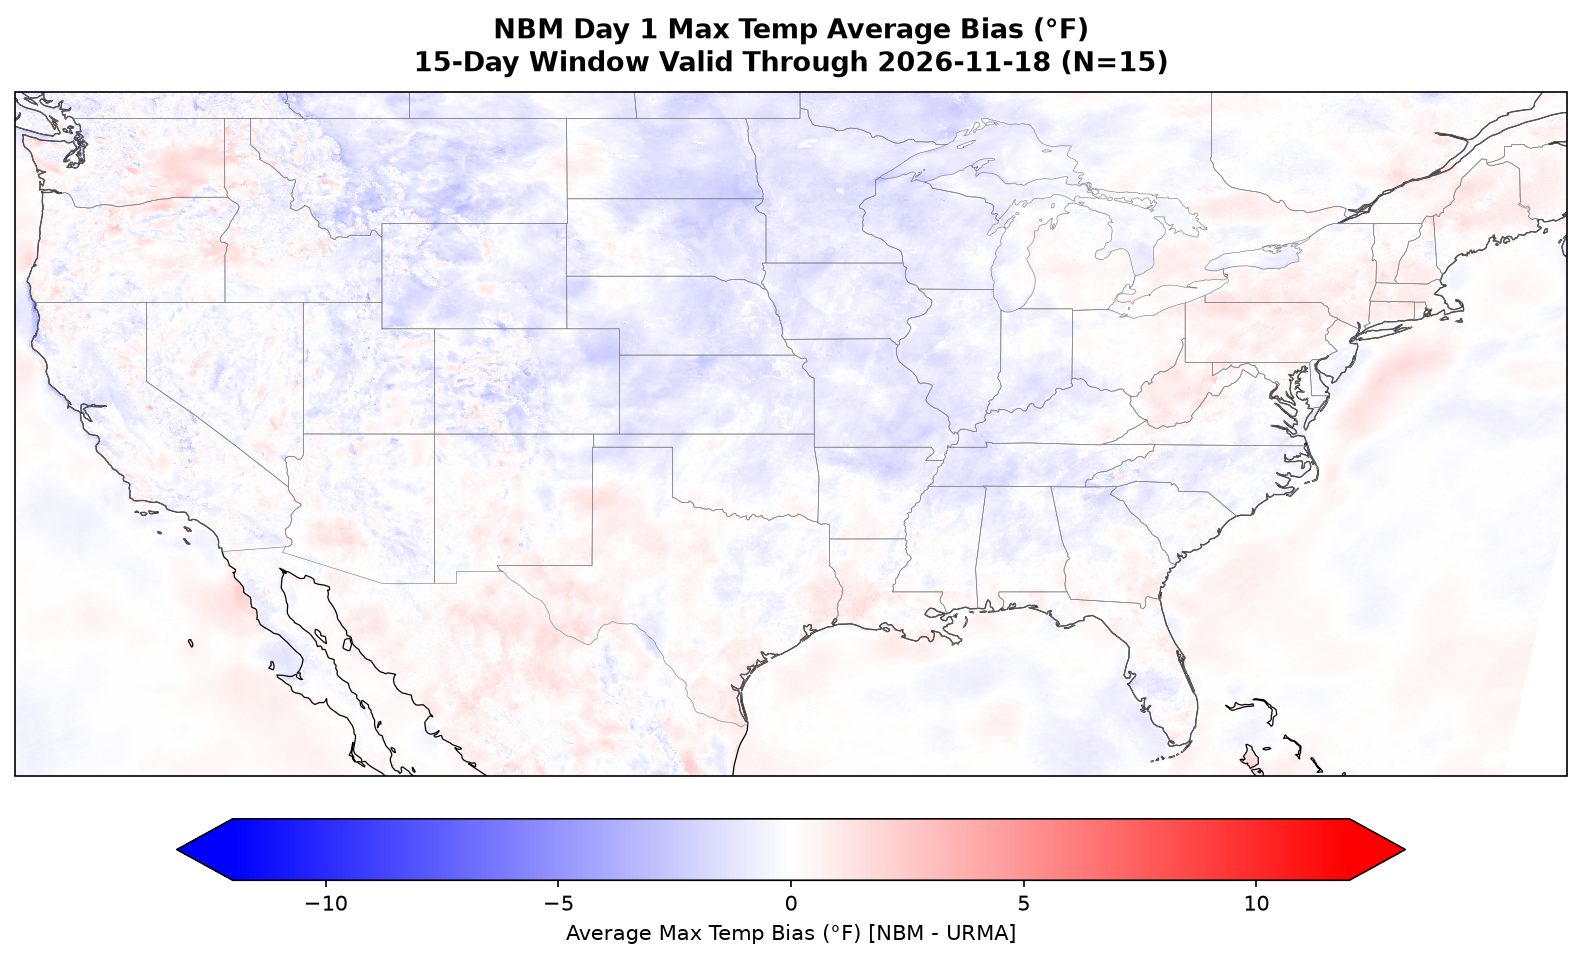 NBM Day 1 Max Temp Average Bias (°F)
15-Day Window Valid Through 2026-11-18 (N=15)
−10 −5 0 5 10
Average Max Temp Bias (°F) [NBM - URMA]